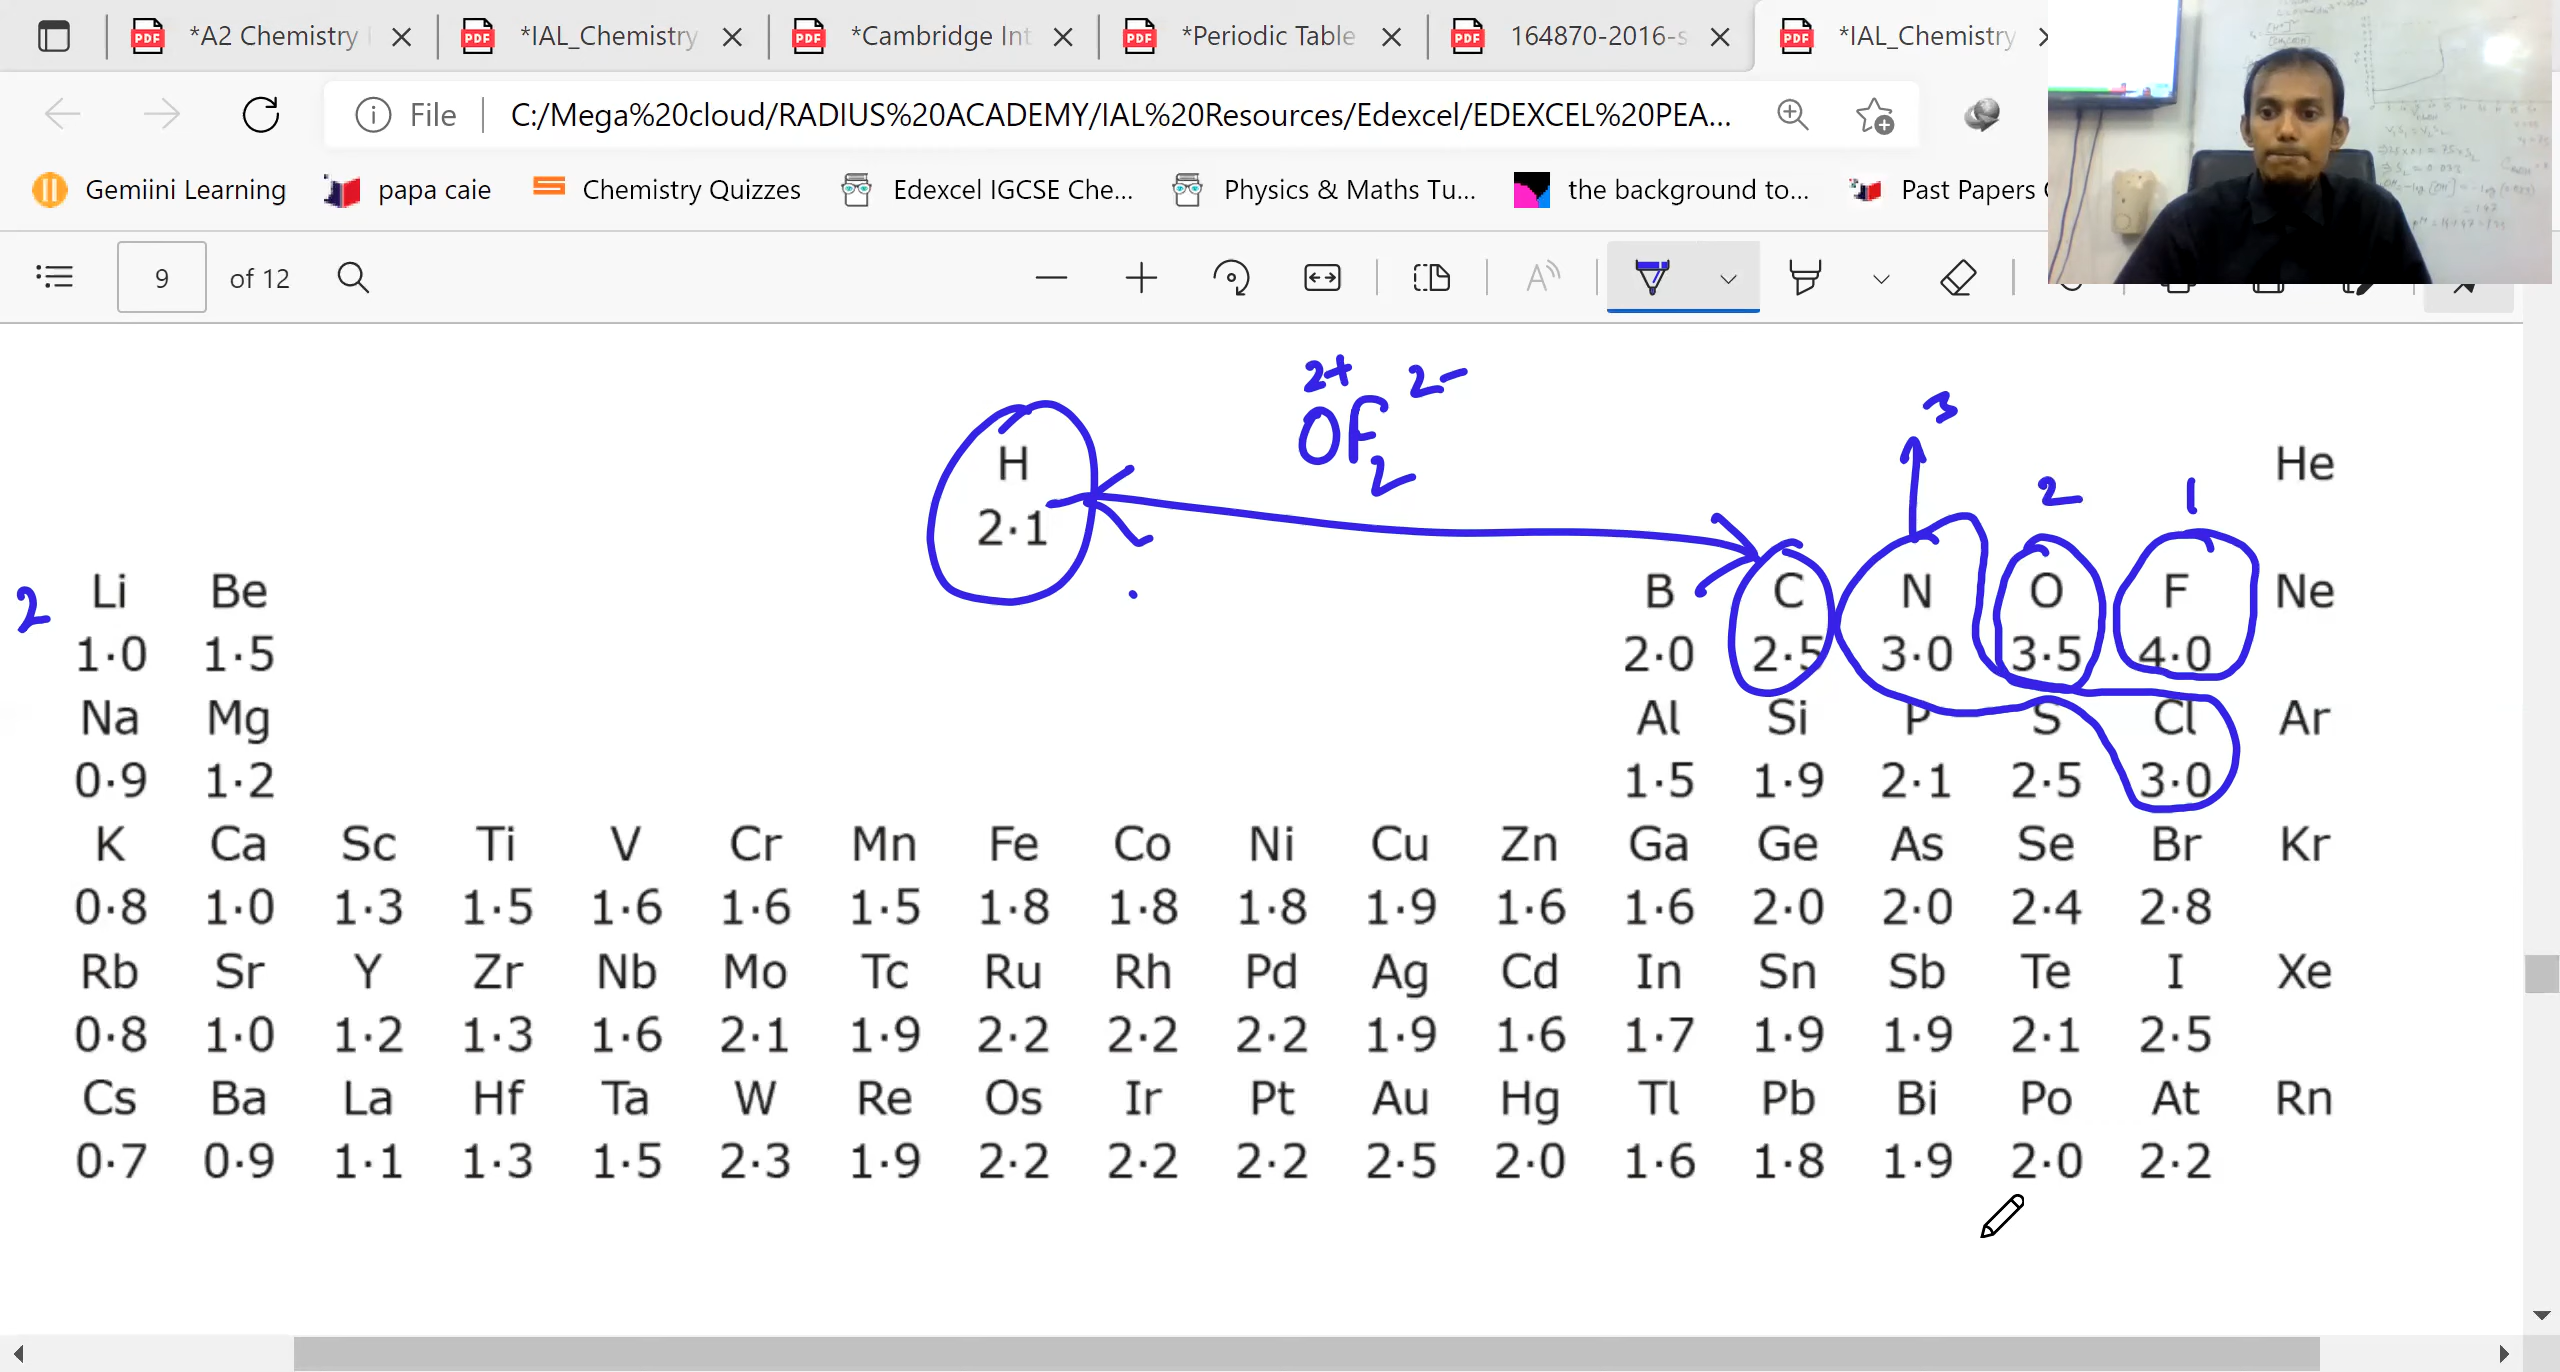 *A2 Chemistry
*IAL_Chemistry
*Cambridge Int
*Periodic Table
164870-2016-s
*IAL_Chemistry
File C:/Mega%20cloud/RADIUS%20ACADEMY/IAL%20Resources/Edexcel/EDEXCEL%20PEA...
Gemiini Learning papa caie Chemistry Quizzes Edexcel IGCSE Che... Physics & Maths Tu... the background to... Past Papers
9 of 12
2+ 2-
OF2
3
2 1
H He
2·1
2
Li Be B C N O F Ne
1·0 1·5 2·0 2·5 3·0 3·5 4·0
Na Mg Al Si P S Cl Ar
0·9 1·2 1·5 1·9 2·1 2·5 3·0
K Ca Sc Ti V Cr Mn Fe Co Ni Cu Zn Ga Ge As Se Br Kr
0·8 1·0 1·3 1·5 1·6 1·6 1·5 1·8 1·8 1·8 1·9 1·6 1·6 2·0 2·0 2·4 2·8
Rb Sr Y Zr Nb Mo Tc Ru Rh Pd Ag Cd In Sn Sb Te I Xe
0·8 1·0 1·2 1·3 1·6 2·1 1·9 2·2 2·2 2·2 1·9 1·6 1·7 1·9 1·9 2·1 2·5
Cs Ba La Hf Ta W Re Os Ir Pt Au Hg Tl Pb Bi Po At Rn
0·7 0·9 1·1 1·3 1·5 2·3 1·9 2·2 2·2 2·2 2·5 2·0 1·6 1·8 1·9 2·0 2·2